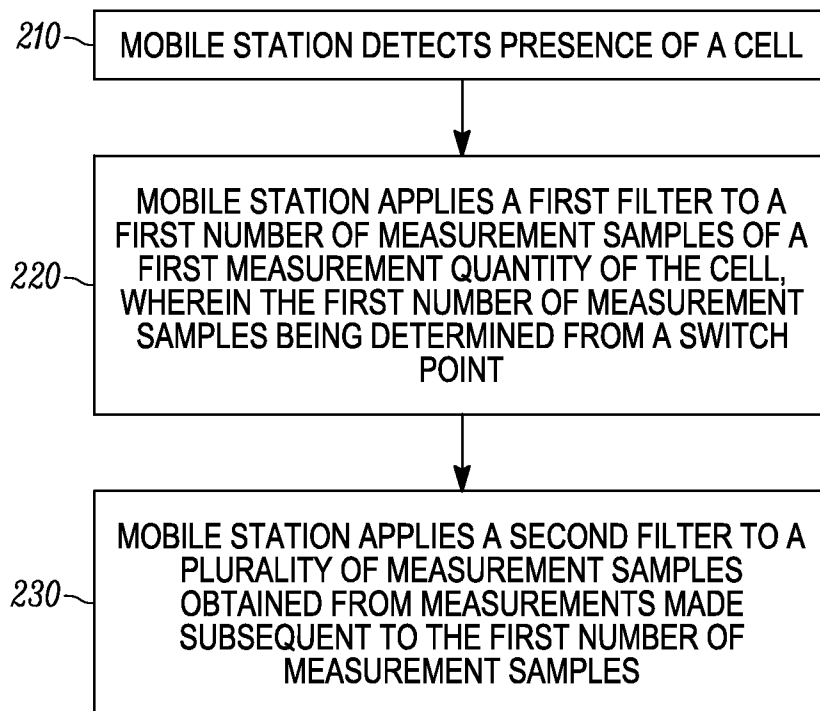 210
MOBILE STATION DETECTS PRESENCE OF A CELL
220
MOBILE STATION APPLIES A FIRST FILTER TO A
FIRST NUMBER OF MEASUREMENT SAMPLES OF A
FIRST MEASUREMENT QUANTITY OF THE CELL,
WHEREIN THE FIRST NUMBER OF MEASUREMENT
SAMPLES BEING DETERMINED FROM A SWITCH
POINT
230
MOBILE STATION APPLIES A SECOND FILTER TO A
PLURALITY OF MEASUREMENT SAMPLES
OBTAINED FROM MEASUREMENTS MADE
SUBSEQUENT TO THE FIRST NUMBER OF
MEASUREMENT SAMPLES